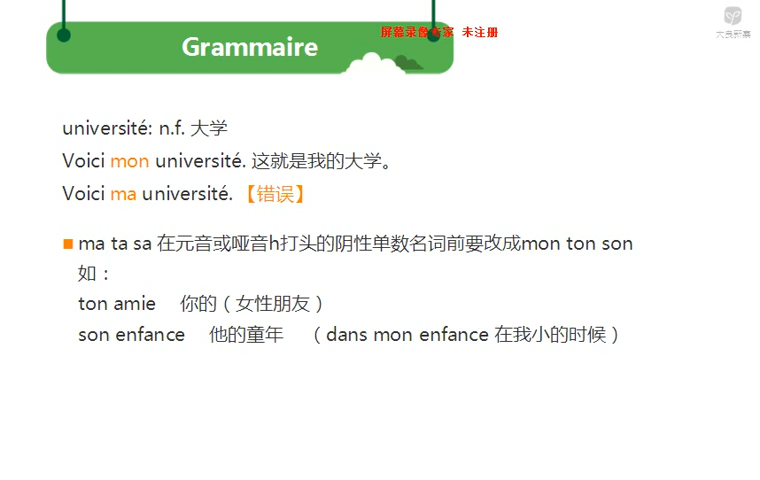 Grammaire
屏幕录像专家 未注册
université: n.f. 大学
Voici mon université. 这就是我的大学。
Voici ma université. 【错误】
■ ma ta sa 在元音或哑音h打头的阴性单数名词前要改成mon ton son
如：
ton amie 你的（女性朋友）
son enfance 他的童年 （dans mon enfance 在我小的时候）